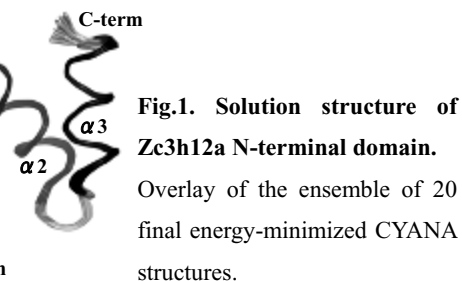 C-term
α3
α2
Fig.1. Solution structure of
Zc3h12a N-terminal domain.
Overlay of the ensemble of 20
final energy-minimized CYANA
structures.